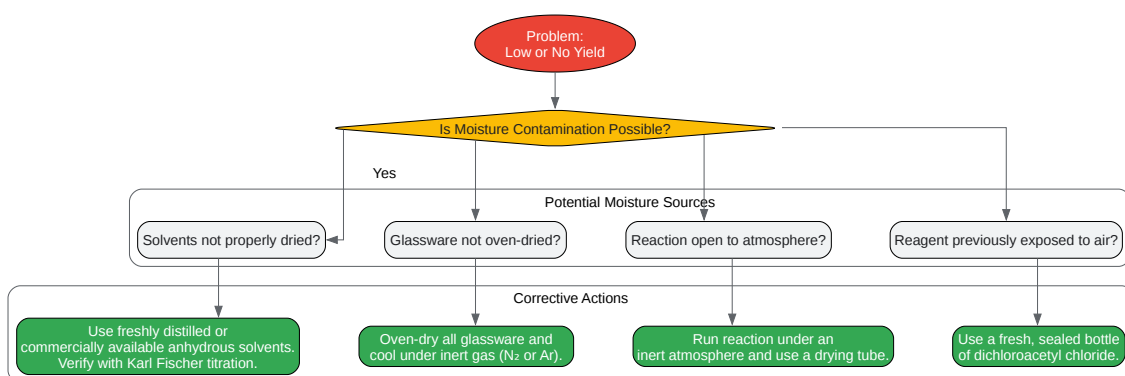 Problem:
Low or No Yield
Is Moisture Contamination Possible?
Yes
Potential Moisture Sources
Solvents not properly dried?
Glassware not oven-dried?
Reaction open to atmosphere?
Reagent previously exposed to air?
Corrective Actions
Use freshly distilled or
commercially available anhydrous solvents.
Verify with Karl Fischer titration.
Oven-dry all glassware and
cool under inert gas (N₂ or Ar).
Run reaction under an
inert atmosphere and use a drying tube.
Use a fresh, sealed bottle
of dichloroacetyl chloride.